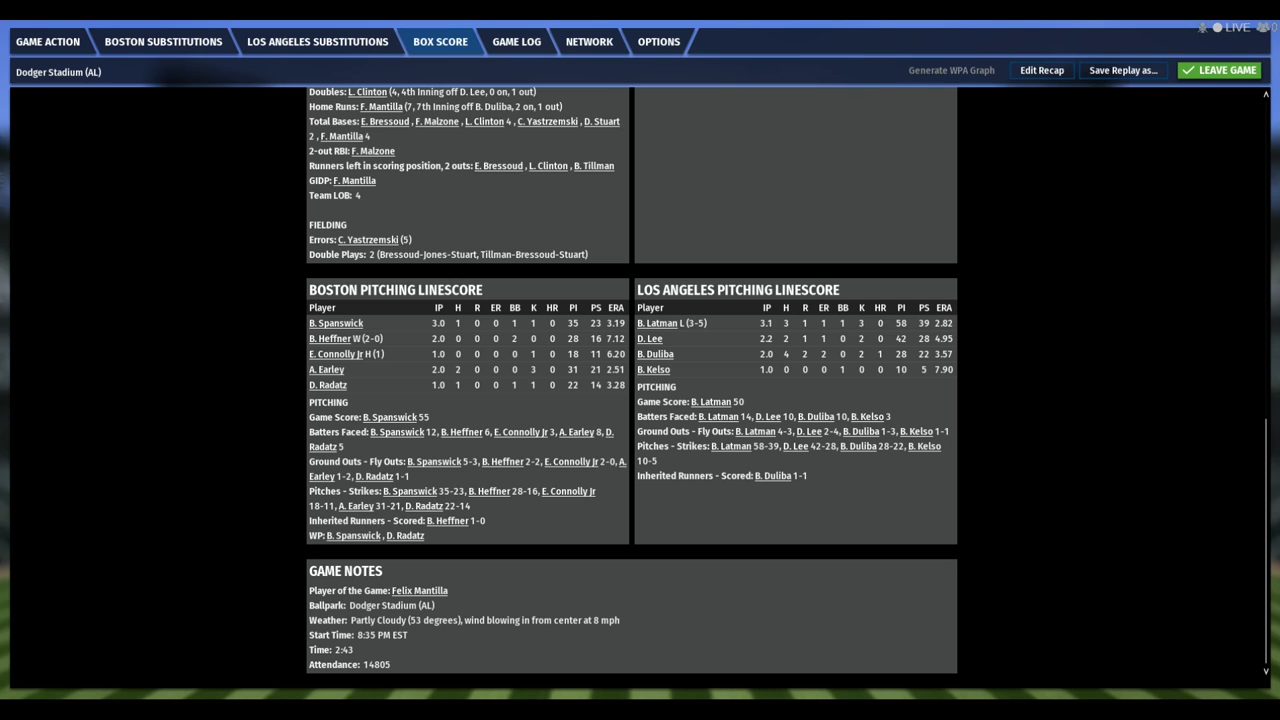 LIVE 0
GAME ACTION BOSTON SUBSTITUTIONS LOS ANGELES SUBSTITUTIONS BOX SCORE GAME LOG NETWORK OPTIONS
Dodger Stadium (AL) Generate WPA Graph Edit Recap Save Replay as... LEAVE GAME
Doubles: L. Clinton (4, 4th Inning off D. Lee, 0 on, 1 out)
Home Runs: F. Mantilla (7, 7th Inning off B. Duliba, 2 on, 1 out)
Total Bases: E. Bressoud , F. Malzone , L. Clinton 4 , C. Yastrzemski , D. Stuart
2 , F. Mantilla 4
2-out RBI: F. Malzone
Runners left in scoring position, 2 outs: E. Bressoud , L. Clinton , B. Tillman
GIDP: F. Mantilla
Team LOB: 4
FIELDING
Errors: C. Yastrzemski (5)
Double Plays: 2 (Bressoud-Jones-Stuart, Tillman-Bressoud-Stuart)
BOSTON PITCHING LINESCORE
Player IP H R ER BB K HR PI PS ERA
B. Spanswick 3.0 1 0 0 1 1 0 35 23 3.19
B. Heffner W (2-0) 2.0 0 0 0 2 0 0 28 16 7.12
E. Connolly Jr H (1) 1.0 0 0 0 0 1 0 18 11 6.20
A. Earley 2.0 2 0 0 0 3 0 31 21 2.51
D. Radatz 1.0 1 0 0 1 1 0 22 14 3.28
PITCHING
Game Score: B. Spanswick 55
Batters Faced: B. Spanswick 12, B. Heffner 6, E. Connolly Jr 3, A. Earley 8, D.
Radatz 5
Ground Outs - Fly Outs: B. Spanswick 5-3, B. Heffner 2-2, E. Connolly Jr 2-0, A.
Earley 1-2, D. Radatz 1-1
Pitches - Strikes: B. Spanswick 35-23, B. Heffner 28-16, E. Connolly Jr
18-11, A. Earley 31-21, D. Radatz 22-14
Inherited Runners - Scored: B. Heffner 1-0
WP: B. Spanswick , D. Radatz
LOS ANGELES PITCHING LINESCORE
Player IP H R ER BB K HR PI PS ERA
B. Latman L (3-5) 3.1 3 1 1 1 3 0 58 39 2.82
D. Lee 2.2 2 1 1 0 2 0 42 28 4.95
B. Duliba 2.0 4 2 2 0 2 1 28 22 3.57
B. Kelso 1.0 0 0 0 1 0 0 10 5 7.90
PITCHING
Game Score: B. Latman 50
Batters Faced: B. Latman 14, D. Lee 10, B. Duliba 10, B. Kelso 3
Ground Outs - Fly Outs: B. Latman 4-3, D. Lee 2-4, B. Duliba 1-3, B. Kelso 1-1
Pitches - Strikes: B. Latman 58-39, D. Lee 42-28, B. Duliba 28-22, B. Kelso
10-5
Inherited Runners - Scored: B. Duliba 1-1
GAME NOTES
Player of the Game: Felix Mantilla
Ballpark: Dodger Stadium (AL)
Weather: Partly Cloudy (53 degrees), wind blowing in from center at 8 mph
Start Time: 8:35 PM EST
Time: 2:43
Attendance: 14805